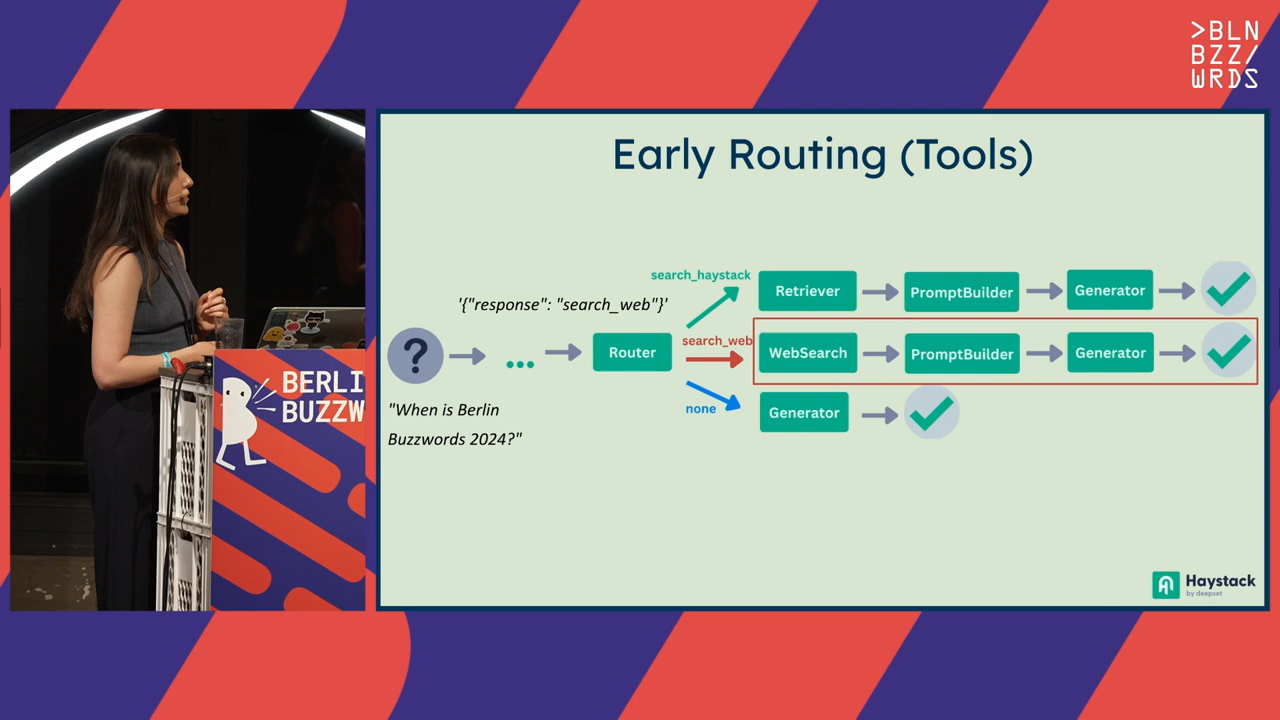 >BLN
BZZ/
WRDS
Early Routing (Tools)
search_haystack
'{"response": "search_web"}'
Retriever
PromptBuilder
Generator
?
...
Router
search_web
WebSearch
PromptBuilder
Generator
none
Generator
"When is Berlin
Buzzwords 2024?"
BERLI
BUZZW
Haystack
by deepset